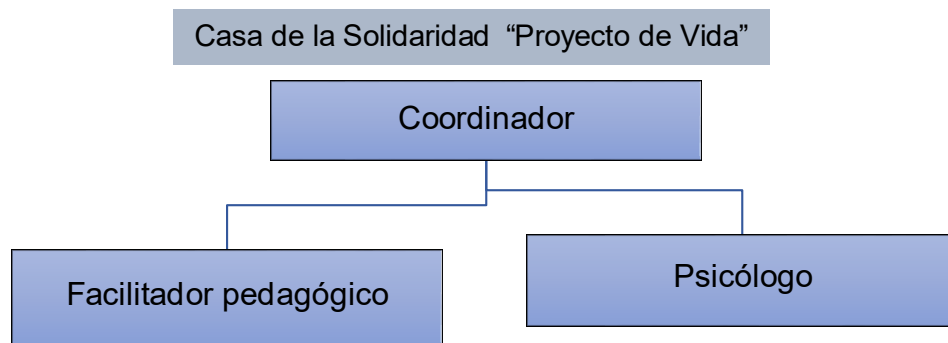 Casa de la Solidaridad “Proyecto de Vida”
Coordinador
Facilitador pedagógico
Psicólogo